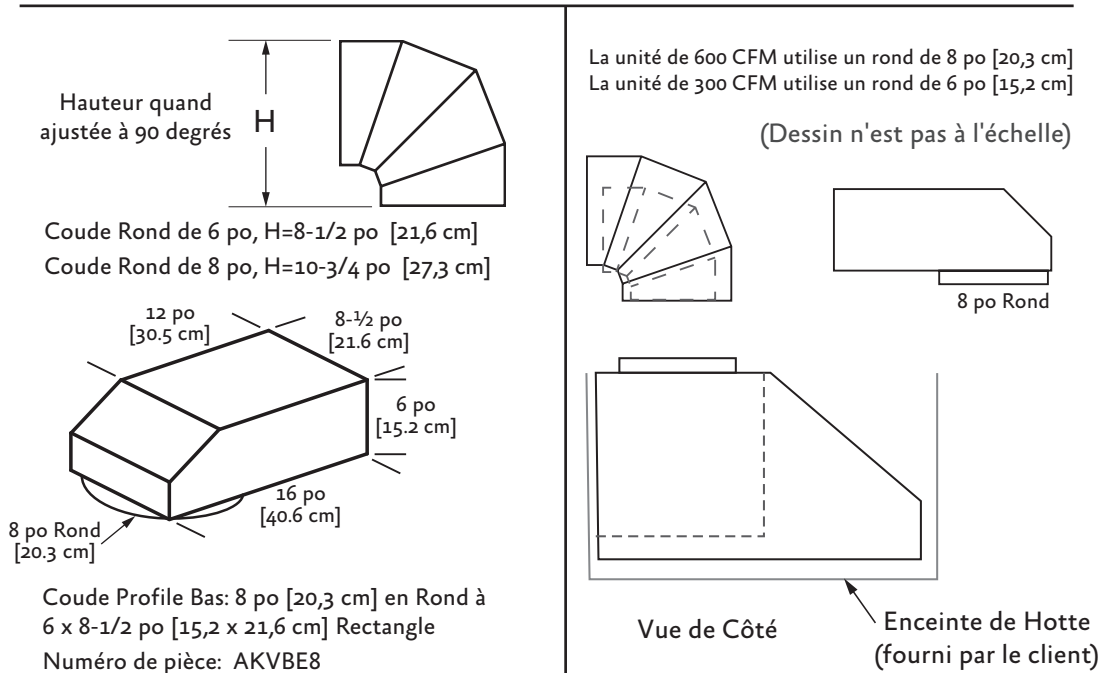 Hauteur quand
ajustée à 90 degrés
H
Coude Rond de 6 po, H=8-1/2 po [21,6 cm]
Coude Rond de 8 po, H=10-3/4 po [27,3 cm]
12 po
[30.5 cm]
8-½ po
[21.6 cm]
6 po
[15.2 cm]
16 po
[40.6 cm]
8 po Rond
[20.3 cm]
Coude Profile Bas: 8 po [20,3 cm] en Rond à
6 x 8-1/2 po [15,2 x 21,6 cm] Rectangle
Numéro de pièce: AKVBE8
La unité de 600 CFM utilise un rond de 8 po [20,3 cm]
La unité de 300 CFM utilise un rond de 6 po [15,2 cm]
(Dessin n'est pas à l'échelle)
8 po Rond
Vue de Côté
Enceinte de Hotte
(fourni par le client)